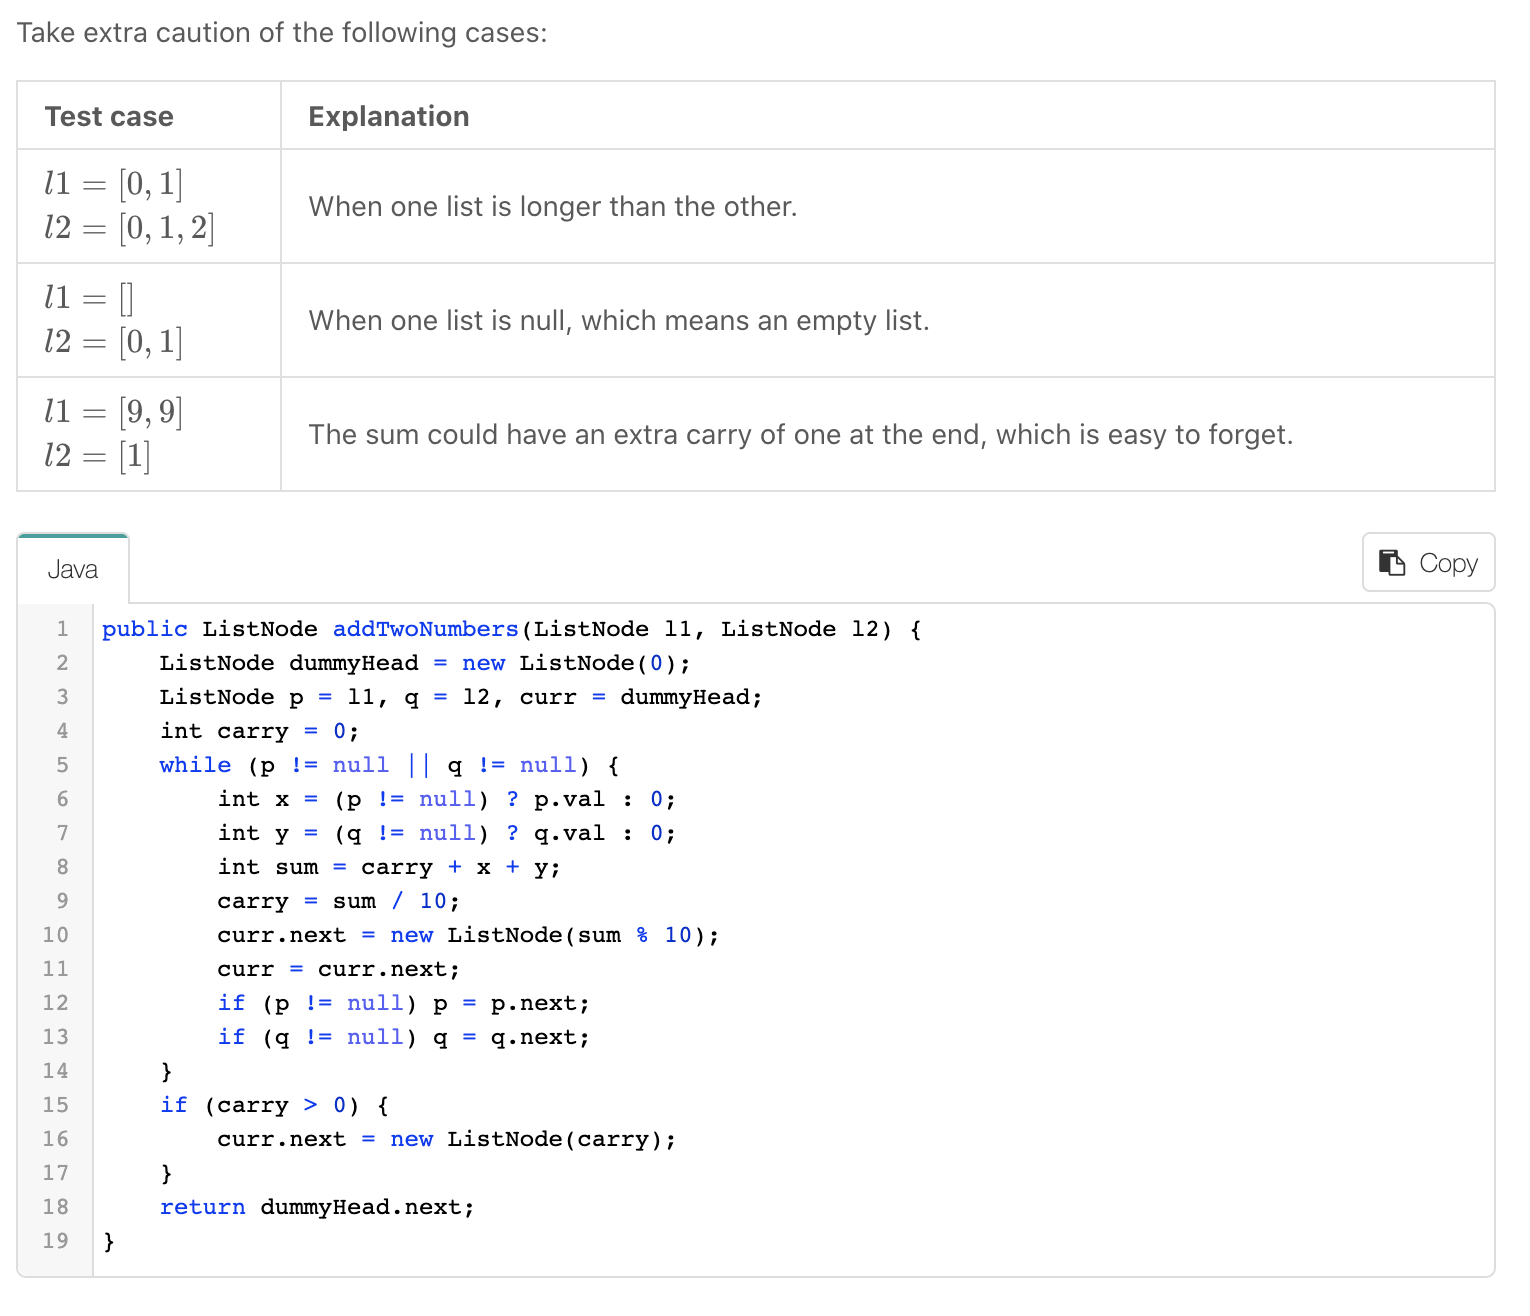 Take extra caution of the following cases:
Test case Explanation
l1 = [0, 1]
l2 = [0, 1, 2]
When one list is longer than the other.
l1 = []
l2 = [0, 1]
When one list is null, which means an empty list.
l1 = [9, 9]
l2 = [1]
The sum could have an extra carry of one at the end, which is easy to forget.
Java
Copy
1 public ListNode addTwoNumbers(ListNode l1, ListNode l2) {
2     ListNode dummyHead = new ListNode(0);
3     ListNode p = l1, q = l2, curr = dummyHead;
4     int carry = 0;
5     while (p != null || q != null) {
6         int x = (p != null) ? p.val : 0;
7         int y = (q != null) ? q.val : 0;
8         int sum = carry + x + y;
9         carry = sum / 10;
10         curr.next = new ListNode(sum % 10);
11         curr = curr.next;
12         if (p != null) p = p.next;
13         if (q != null) q = q.next;
14     }
15     if (carry > 0) {
16         curr.next = new ListNode(carry);
17     }
18     return dummyHead.next;
19 }